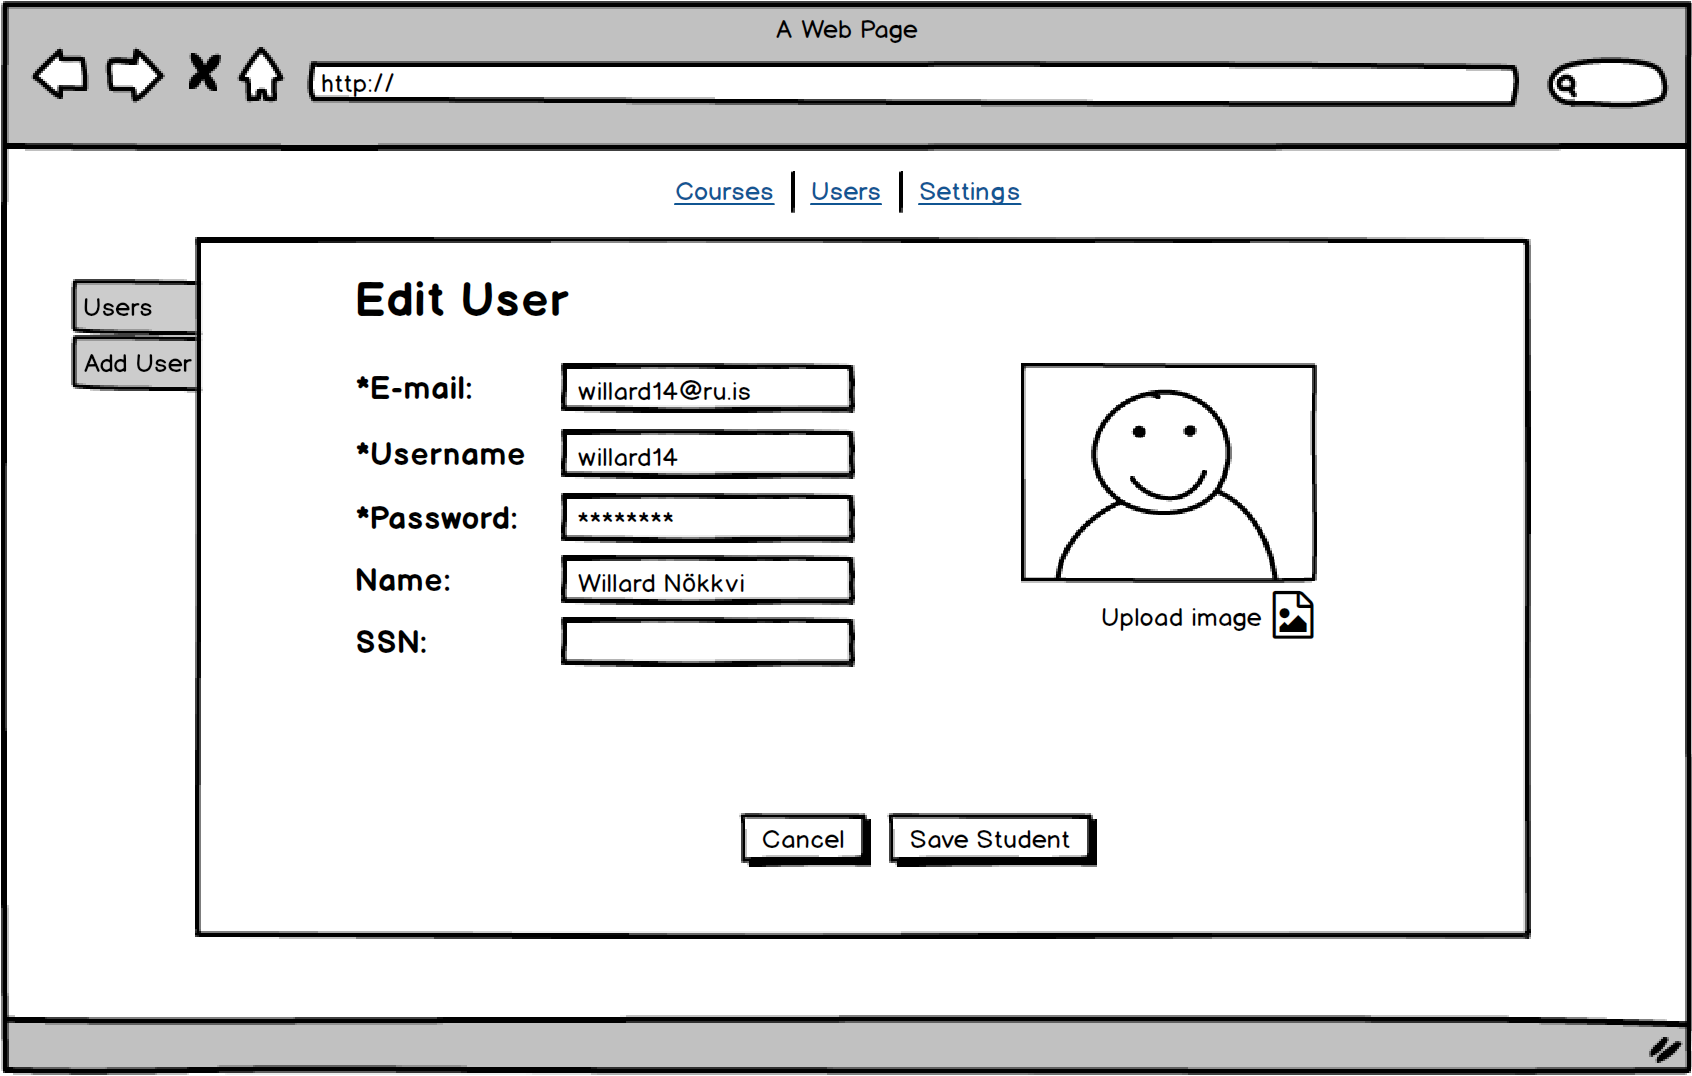 A Web Page
http://
Courses Users Settings
Users
Add User
Edit User
*E-mail: willard14@ru.is
*Username willard14
*Password: ********
Name: Willard Nökkvi
SSN:
Upload image
Cancel Save Student